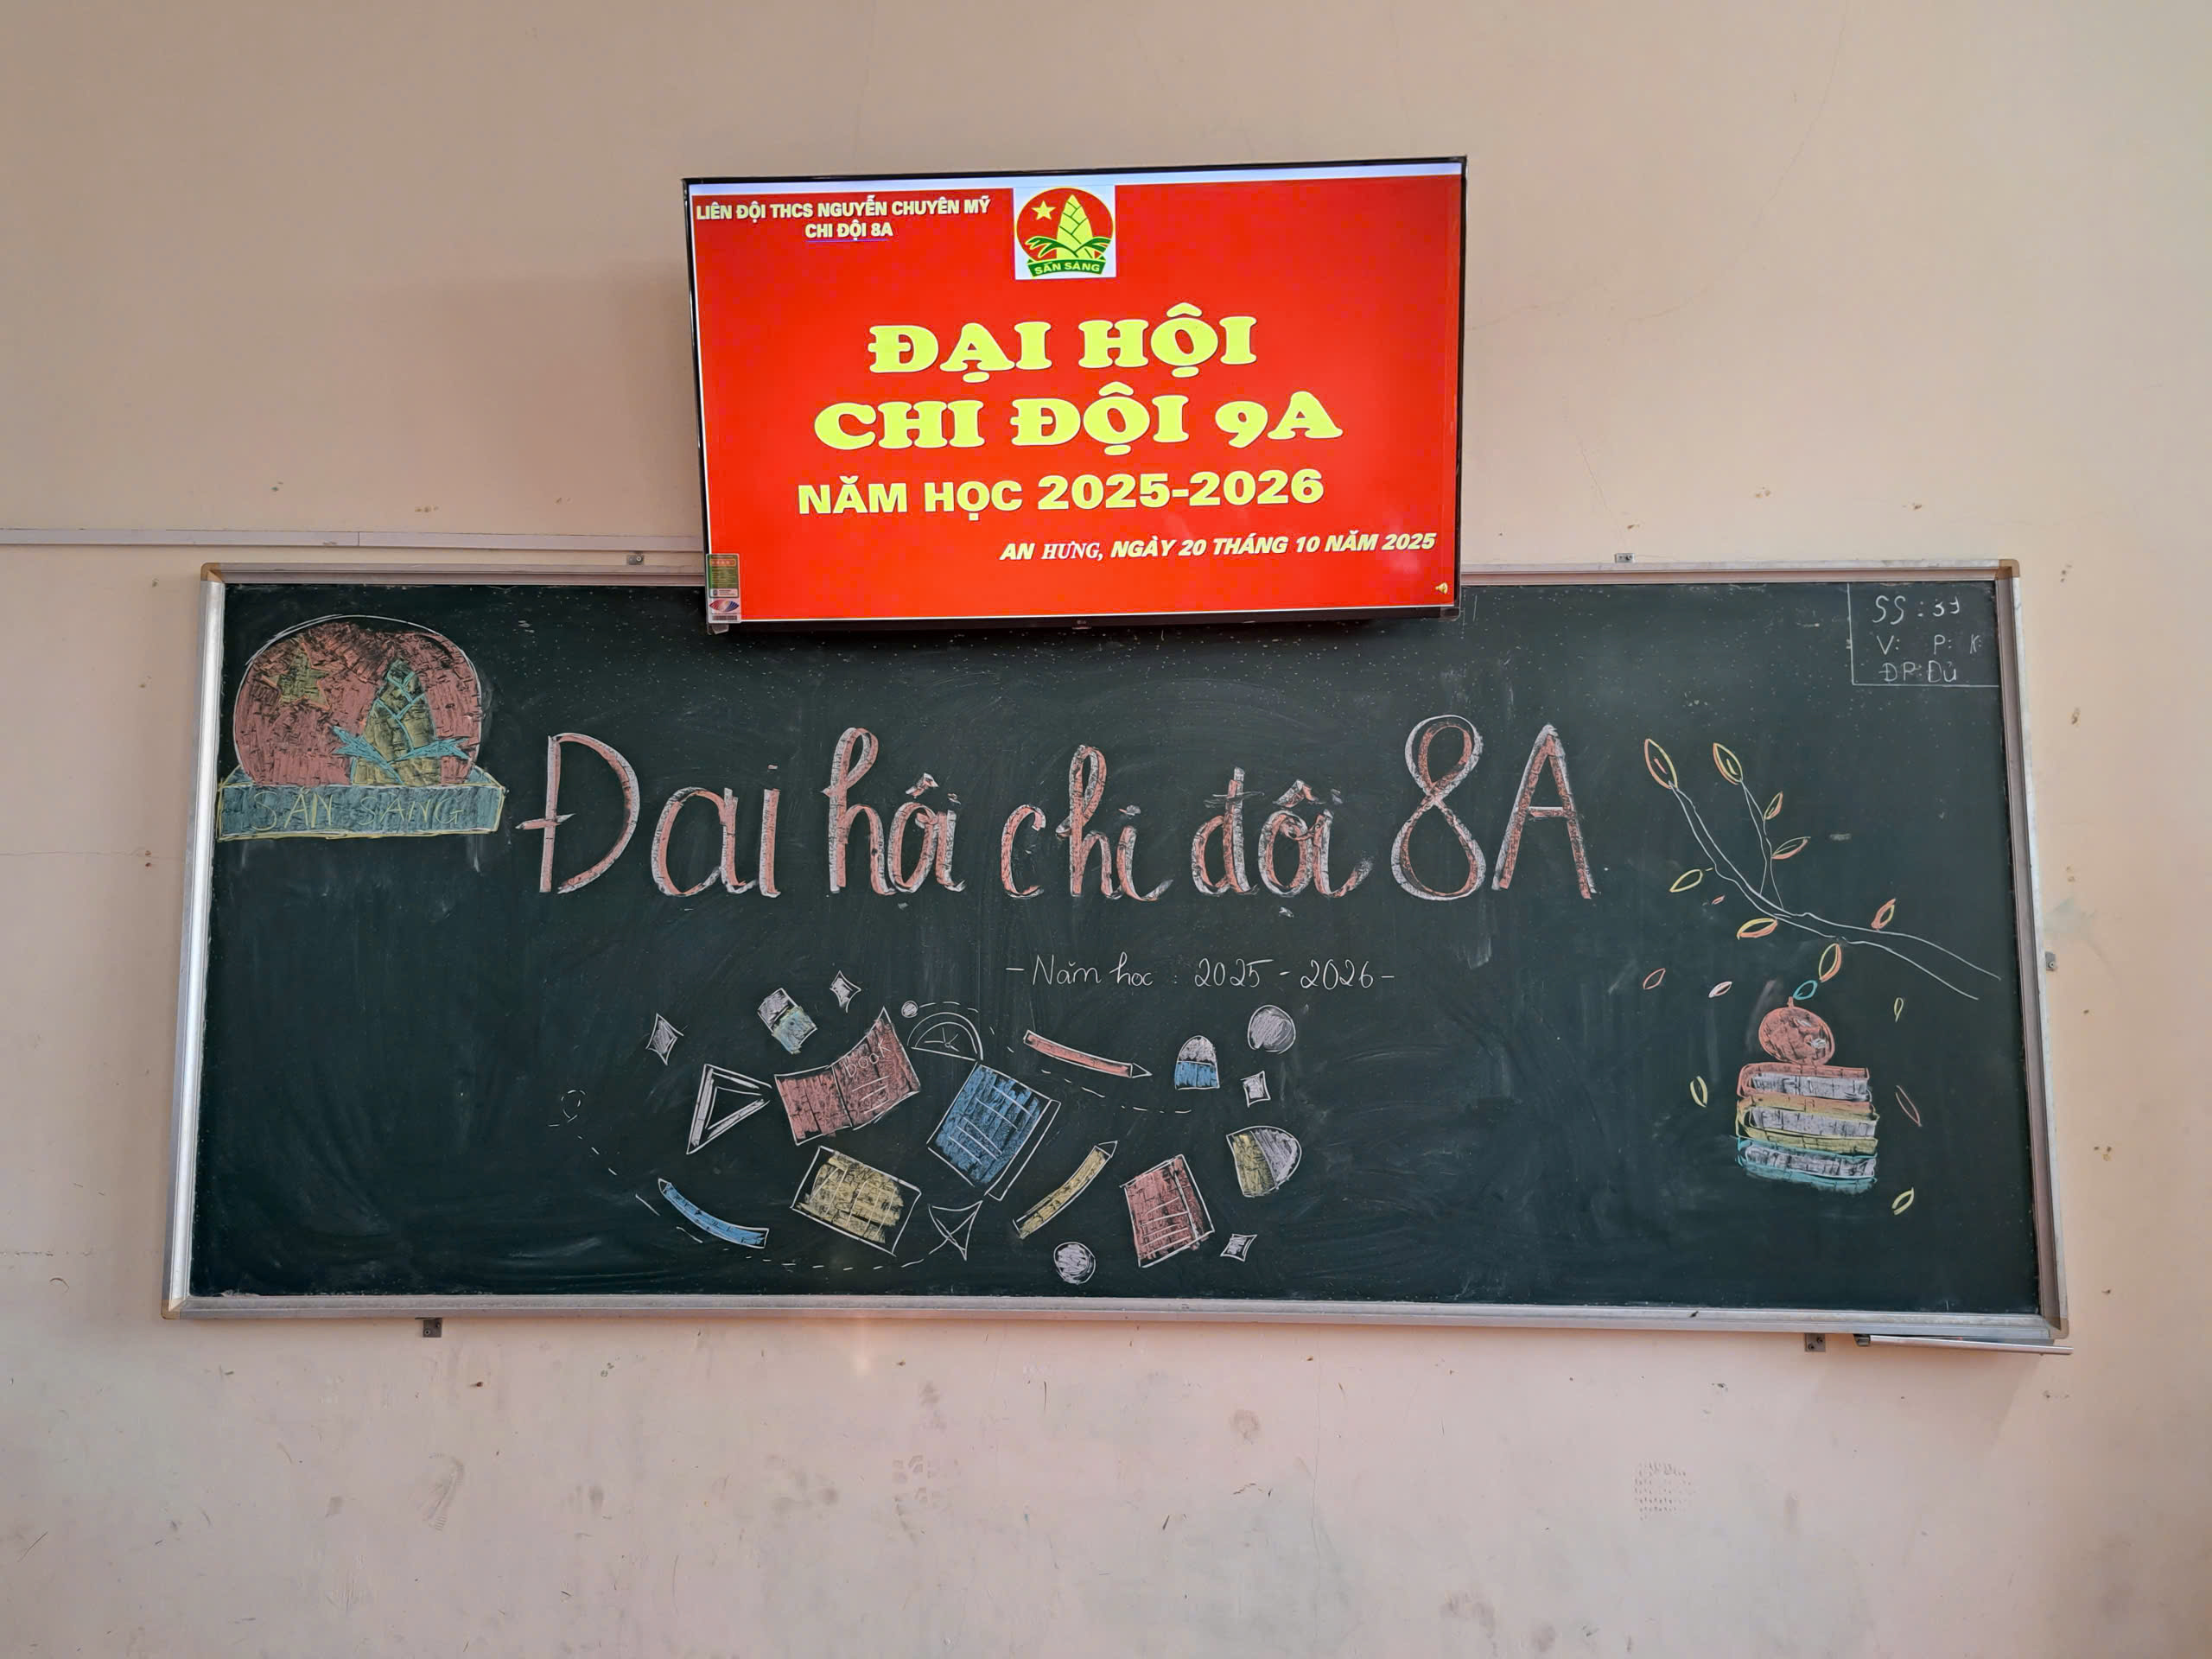 LIÊN ĐỘI THCS NGUYỄN CHUYÊN MỸ
CHI ĐỘI 8A
SẴN SÀNG
ĐẠI HỘI
CHI ĐỘI 9A
NĂM HỌC 2025-2026
AN HƯNG, NGÀY 20 THÁNG 10 NĂM 2025
SS: 39
V: P: K:
ĐP: Đủ
SẴN SÀNG
Đại hội chi đội 8A
- Năm học : 2025 - 2026 -
BOOK